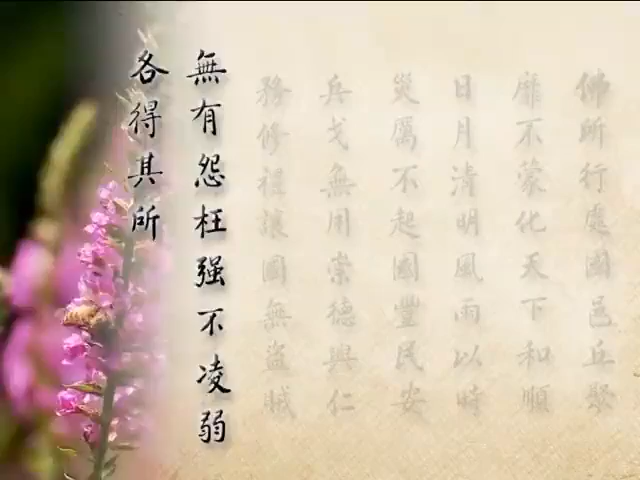 佛所行處國邑丘聚
靡不蒙化天下和順
日月清明風雨以時
災厲不起國豐民安
兵戈無用崇德興仁
務修禮讓國無盜賊
無有怨枉强不凌弱
各得其所